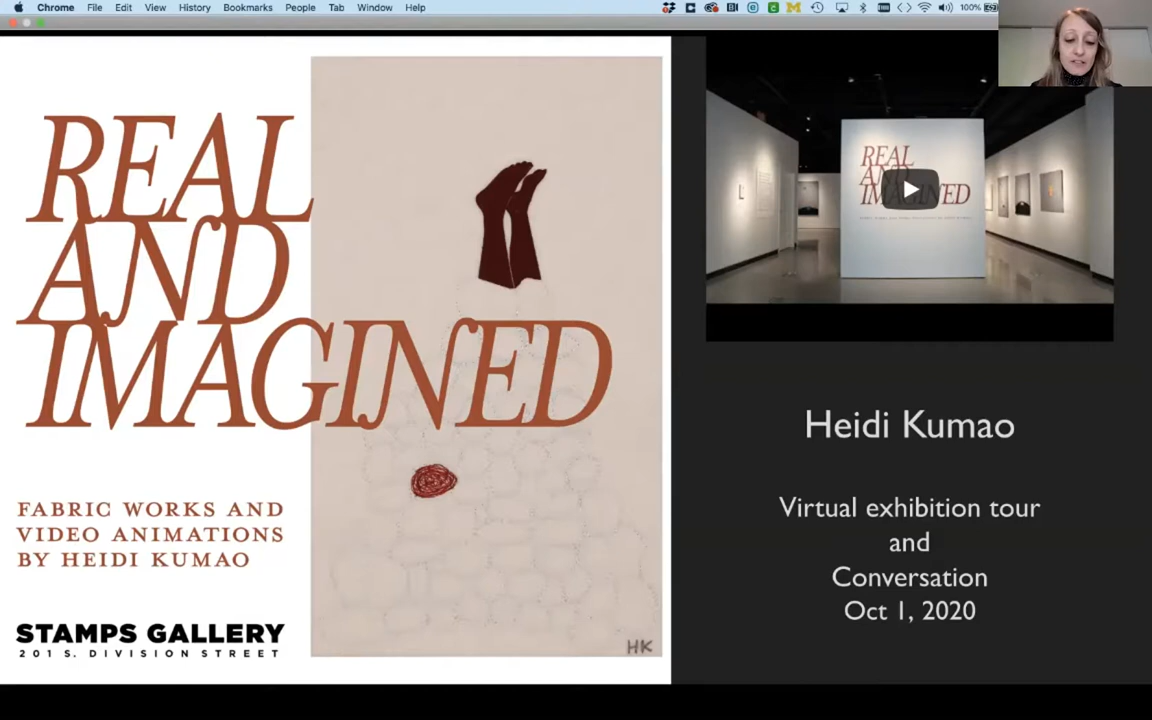 Chrome File Edit View History Bookmarks People Tab Window Help
100%
REAL
AND
IMAGINED
FABRIC WORKS AND
VIDEO ANIMATIONS
BY HEIDI KUMAO
STAMPS GALLERY
201 S. DIVISION STREET
HK
REAL
AND
IMAGINED
Heidi Kumao
Virtual exhibition tour
and
Conversation
Oct 1, 2020